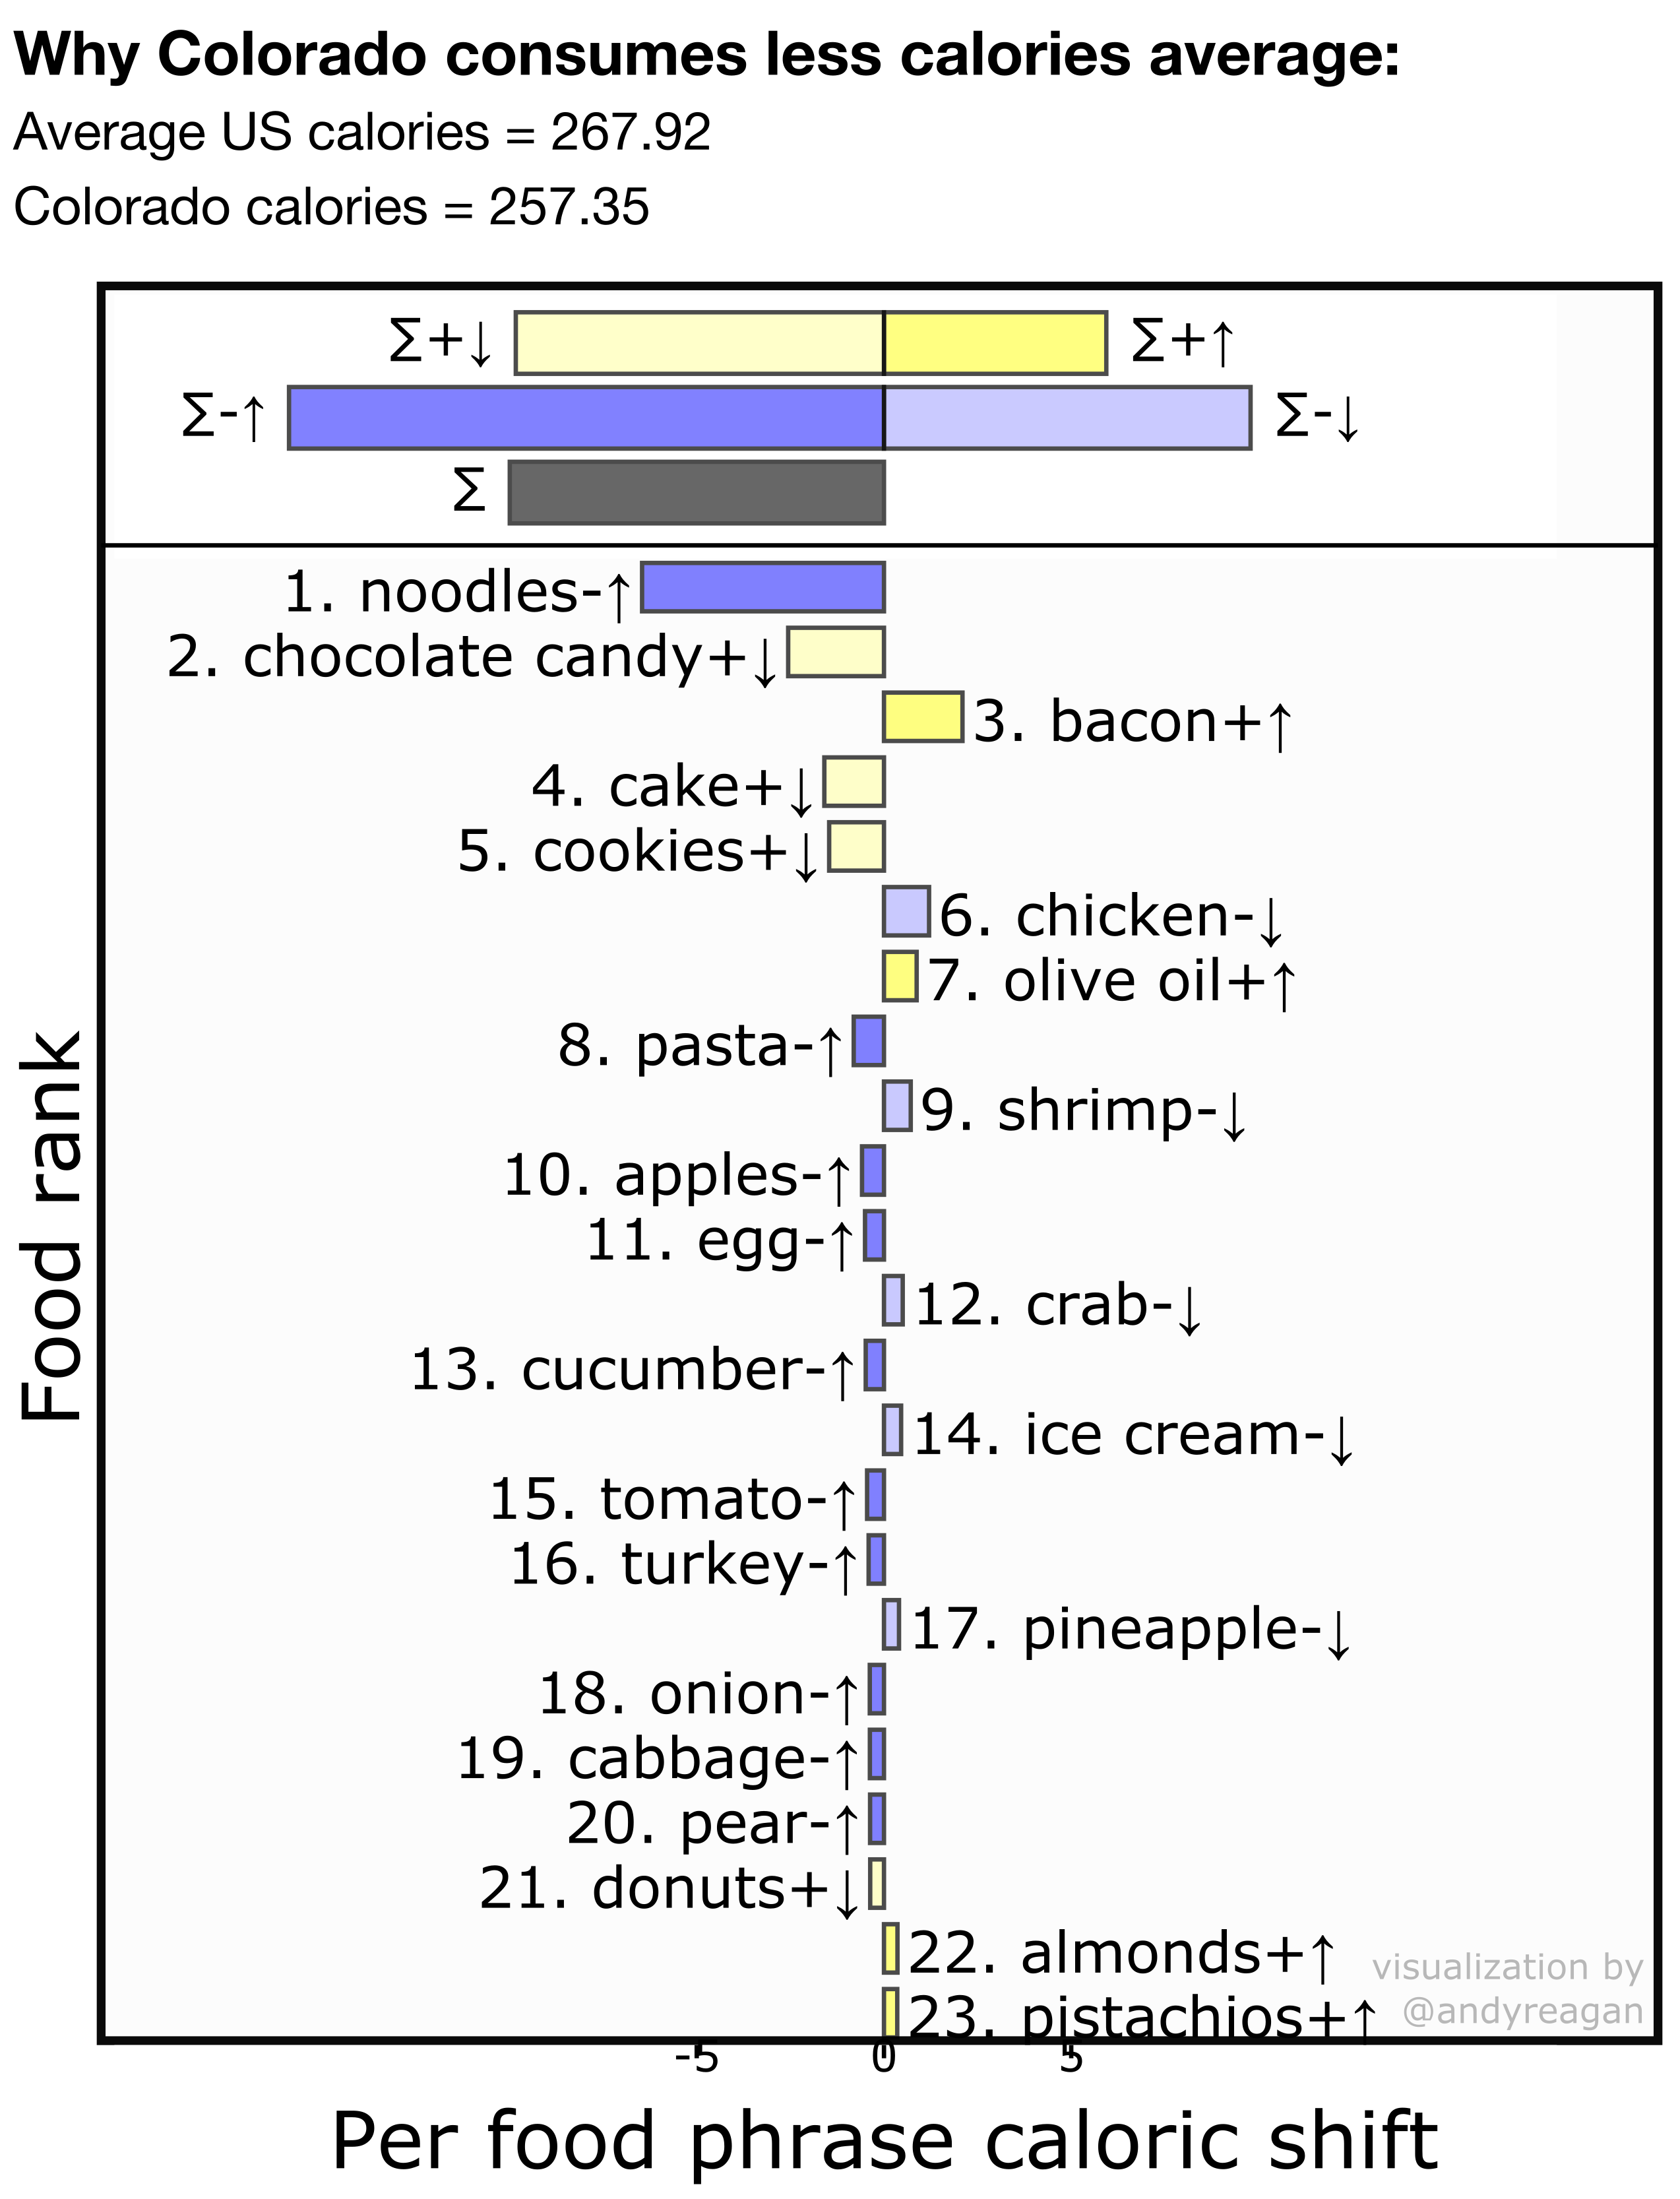 Why Colorado consumes less calories average:
Average US calories = 267.92
Colorado calories = 257.35
∑+↓
∑+↑
∑-↑
∑-↓
∑
1. noodles-↑
2. chocolate candy+↓
3. bacon+↑
4. cake+↓
5. cookies+↓
6. chicken-↓
7. olive oil+↑
8. pasta-↑
9. shrimp-↓
10. apples-↑
11. egg-↑
12. crab-↓
13. cucumber-↑
14. ice cream-↓
15. tomato-↑
16. turkey-↑
17. pineapple-↓
18. onion-↑
19. cabbage-↑
20. pear-↑
21. donuts+↓
22. almonds+↑
23. pistachios+↑
visualization by
@andyreagan
Food rank
-5 0 5
Per food phrase caloric shift